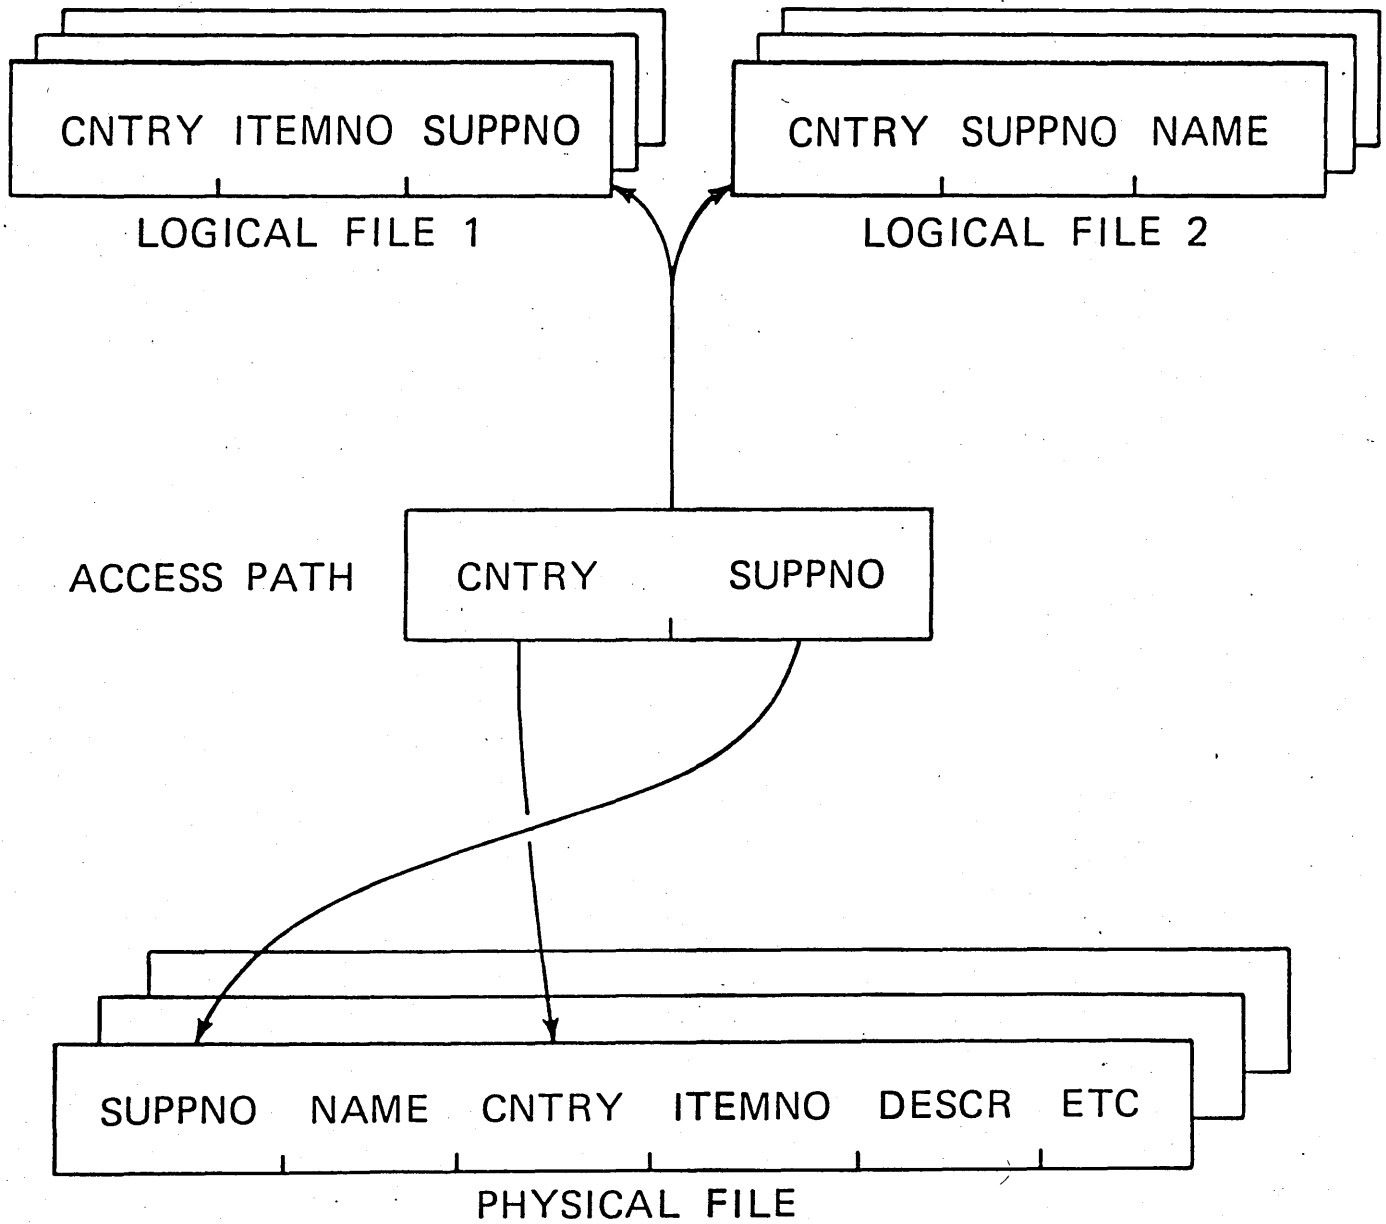 CNTRY ITEMNO SUPPNO
LOGICAL FILE 1
CNTRY SUPPNO NAME
LOGICAL FILE 2
ACCESS PATH
CNTRY SUPPNO
SUPPNO NAME CNTRY ITEMNO DESCR ETC
PHYSICAL FILE